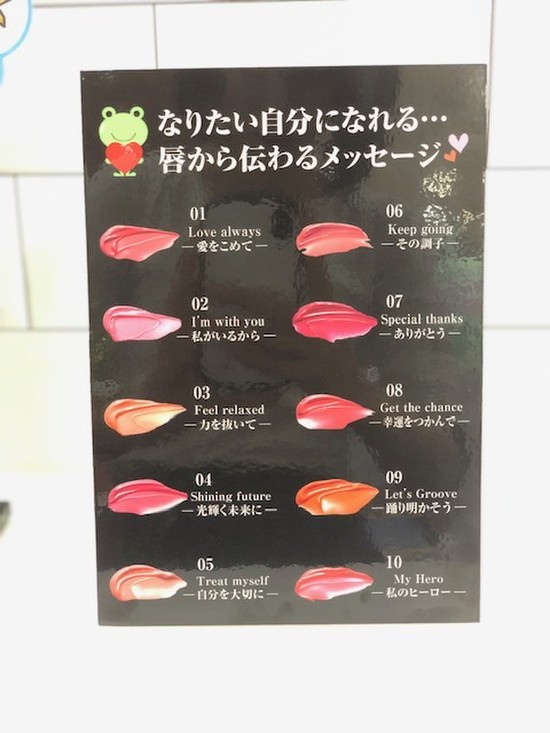 なりたい自分になれる…
唇から伝わるメッセージ
01
Love always
― 愛をこめて ―
02
I'm with you
― 私がいるから ―
03
Feel relaxed
― 力を抜いて ―
04
Shining future
― 光輝く未来に ―
05
Treat myself
― 自分を大切に ―
06
Keep going
― その調子 ―
07
Special thanks
― ありがとう ―
08
Get the chance
― 幸運をつかんで ―
09
Let's Groove
― 踊り明かそう ―
10
My Hero
― 私のヒーロー ―